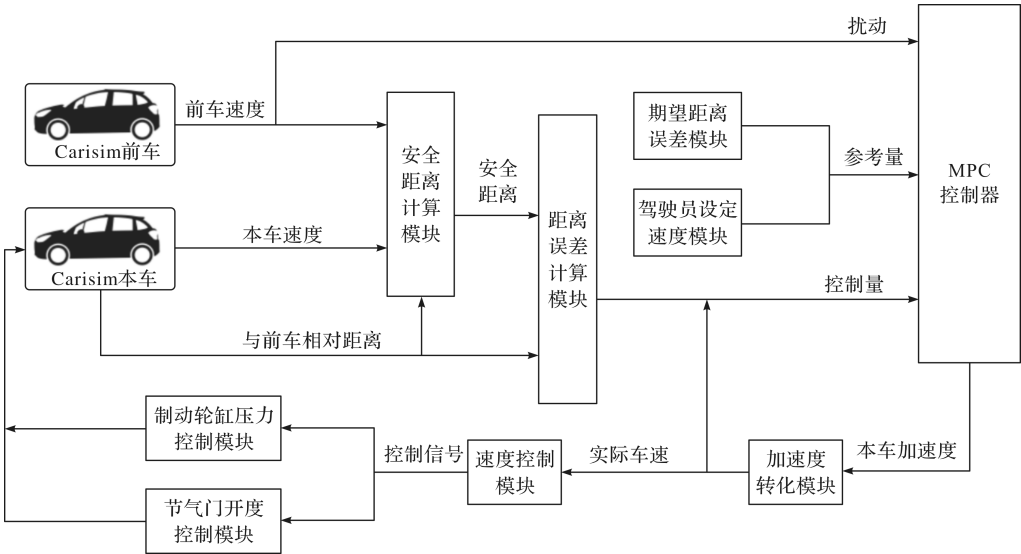 扰动
前车速度
Carisim前车
期望距离
误差模块
安全
距离
计算
模块
安全
距离
参考量
MPC
控制器
驾驶员设定
速度模块
本车速度
Carisim本车
距离
误差
计算
模块
控制量
与前车相对距离
制动轮缸压力
控制模块
控制信号
速度控制
模块
实际车速
加速度
转化模块
本车加速度
节气门开度
控制模块